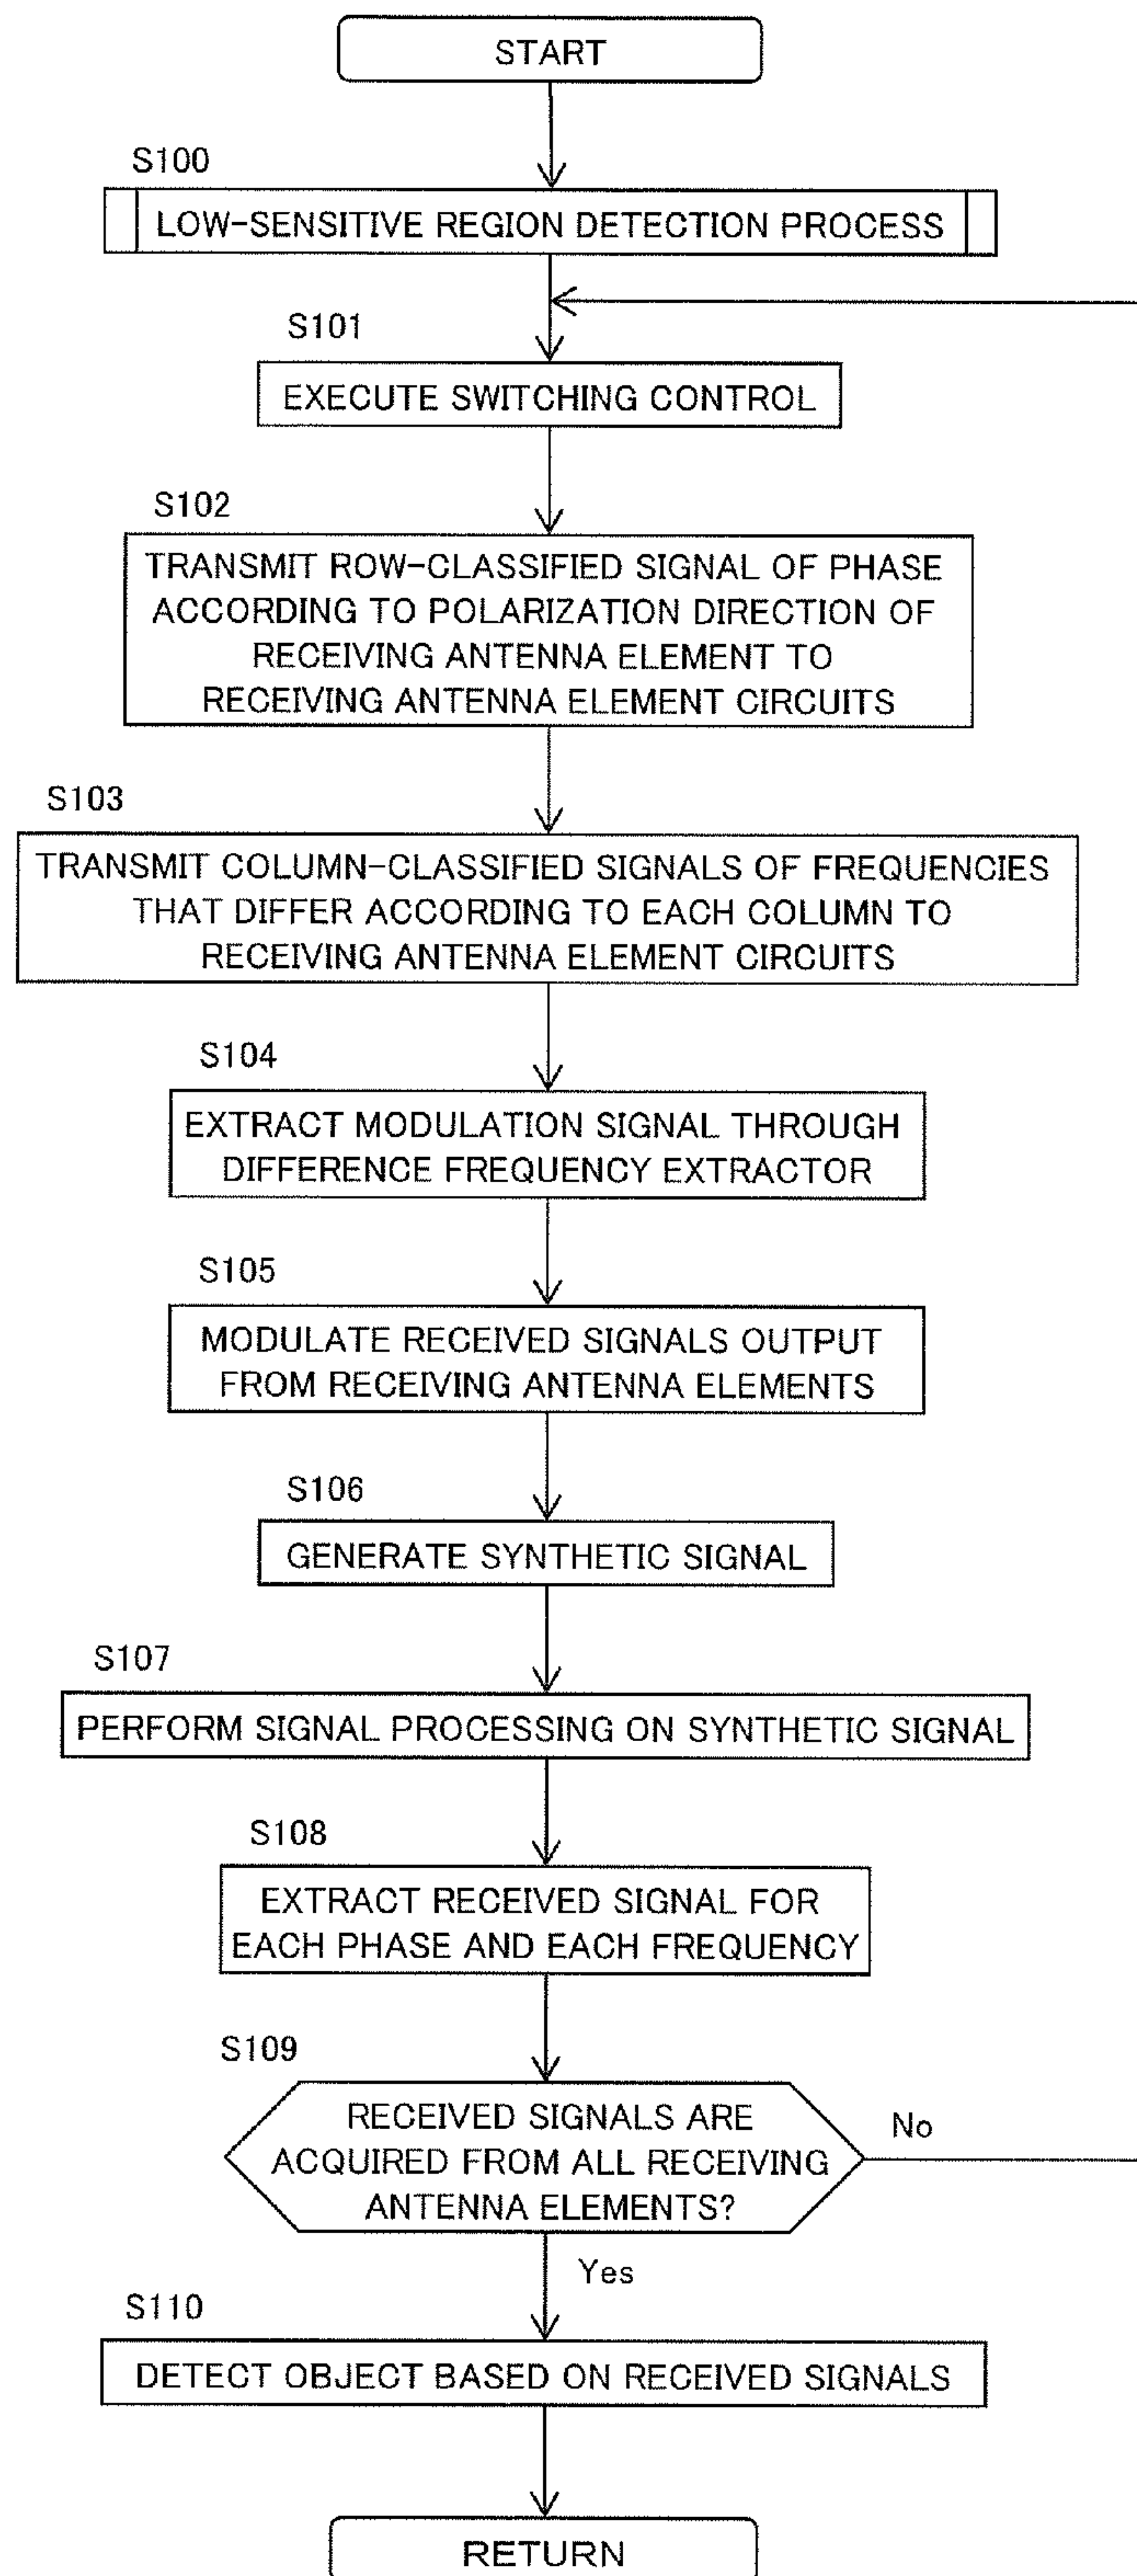 START
S100
LOW-SENSITIVE REGION DETECTION PROCESS
S101
EXECUTE SWITCHING CONTROL
S102
TRANSMIT ROW-CLASSIFIED SIGNAL OF PHASE
ACCORDING TO POLARIZATION DIRECTION OF
RECEIVING ANTENNA ELEMENT TO
RECEIVING ANTENNA ELEMENT CIRCUITS
S103
TRANSMIT COLUMN-CLASSIFIED SIGNALS OF FREQUENCIES
THAT DIFFER ACCORDING TO EACH COLUMN TO
RECEIVING ANTENNA ELEMENT CIRCUITS
S104
EXTRACT MODULATION SIGNAL THROUGH
DIFFERENCE FREQUENCY EXTRACTOR
S105
MODULATE RECEIVED SIGNALS OUTPUT
FROM RECEIVING ANTENNA ELEMENTS
S106
GENERATE SYNTHETIC SIGNAL
S107
PERFORM SIGNAL PROCESSING ON SYNTHETIC SIGNAL
S108
EXTRACT RECEIVED SIGNAL FOR
EACH PHASE AND EACH FREQUENCY
S109
RECEIVED SIGNALS ARE
ACQUIRED FROM ALL RECEIVING
ANTENNA ELEMENTS?
No
Yes
S110
DETECT OBJECT BASED ON RECEIVED SIGNALS
RETURN